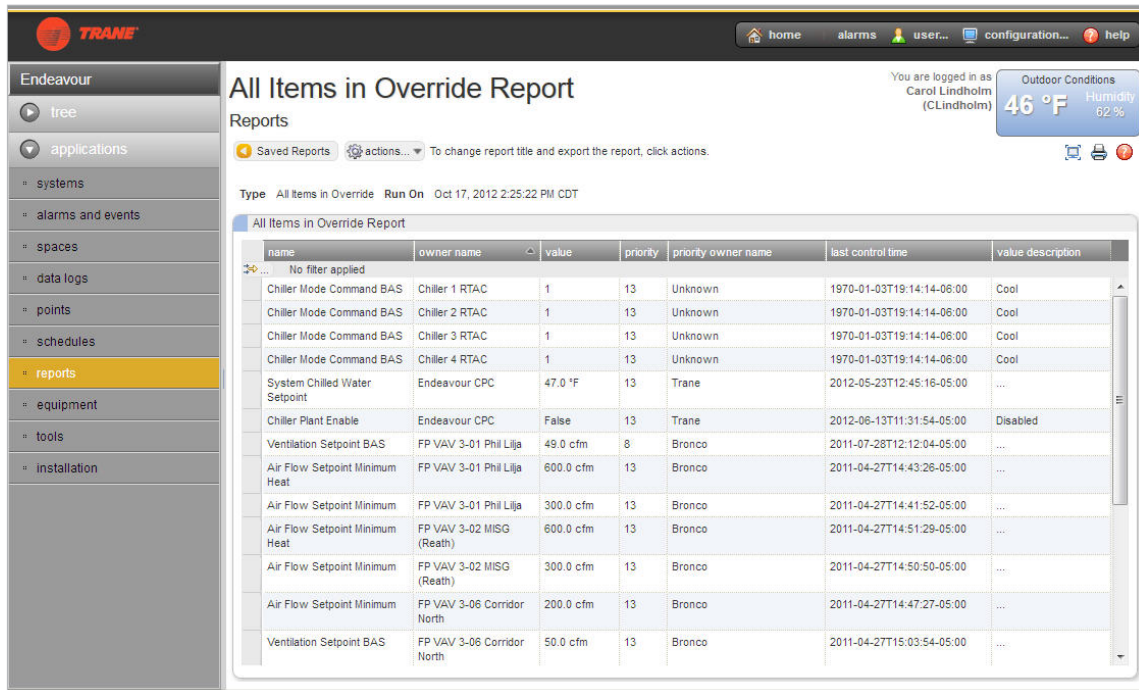 TRANE
home alarms user... configuration... help
Endeavour
tree
applications
systems
alarms and events
spaces
data logs
points
schedules
reports
equipment
tools
installation
All Items in Override Report
Reports
You are logged in as
Carol Lindholm
(CLindholm)
Outdoor Conditions
46 °F
Humidity
62 %
Saved Reports actions... To change report title and export the report, click actions.
Type All Items in Override Run On Oct 17, 2012 2:25:22 PM CDT
All Items in Override Report
name owner name value priority priority owner name last control time value description
... No filter applied
Chiller Mode Command BAS Chiller 1 RTAC 1 13 Unknown 1970-01-03T19:14:14-06:00 Cool
Chiller Mode Command BAS Chiller 2 RTAC 1 13 Unknown 1970-01-03T19:14:14-06:00 Cool
Chiller Mode Command BAS Chiller 3 RTAC 1 13 Unknown 1970-01-03T19:14:14-06:00 Cool
Chiller Mode Command BAS Chiller 4 RTAC 1 13 Unknown 1970-01-03T19:14:14-06:00 Cool
System Chilled Water Setpoint Endeavour CPC 47.0 °F 13 Trane 2012-05-23T12:45:16-05:00 ...
Chiller Plant Enable Endeavour CPC False 13 Trane 2012-06-13T11:31:54-05:00 Disabled
Ventilation Setpoint BAS FP VAV 3-01 Phil Lilja 49.0 cfm 8 Bronco 2011-07-28T12:12:04-05:00 ...
Air Flow Setpoint Minimum Heat FP VAV 3-01 Phil Lilja 600.0 cfm 13 Bronco 2011-04-27T14:43:26-05:00 ...
Air Flow Setpoint Minimum FP VAV 3-01 Phil Lilja 300.0 cfm 13 Bronco 2011-04-27T14:41:52-05:00 ...
Air Flow Setpoint Minimum Heat FP VAV 3-02 MISG (Reath) 600.0 cfm 13 Bronco 2011-04-27T14:51:29-05:00 ...
Air Flow Setpoint Minimum FP VAV 3-02 MISG (Reath) 300.0 cfm 13 Bronco 2011-04-27T14:50:50-05:00 ...
Air Flow Setpoint Minimum FP VAV 3-06 Corridor North 200.0 cfm 13 Bronco 2011-04-27T14:47:27-05:00 ...
Ventilation Setpoint BAS FP VAV 3-06 Corridor North 50.0 cfm 13 Bronco 2011-04-27T15:03:54-05:00 ...